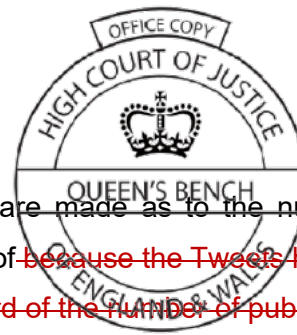 OFFICE COPY
HIGH COURT OF JUSTICE
QUEEN'S BENCH
OF ENGLAND & WALES
are made as to the nu
of because the Tweets
rd of the number of pub